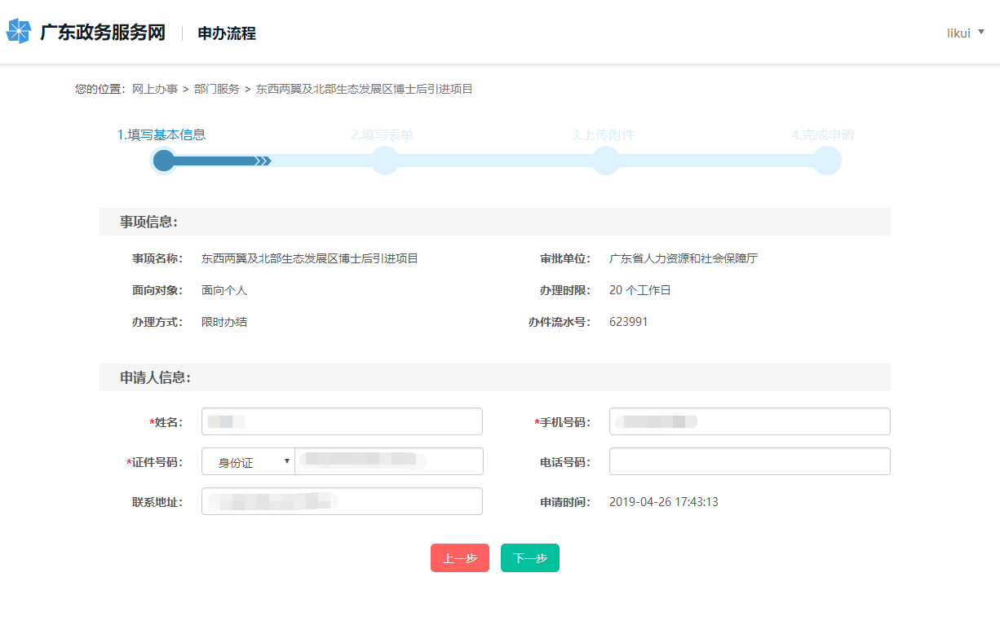 广东政务服务网 申办流程 likui
您的位置：网上办事 > 部门服务 > 东西两翼及北部生态发展区博士后引进项目
1.填写基本信息 2.填写表单 3.上传附件 4.完成申请
事项信息：
事项名称： 东西两翼及北部生态发展区博士后引进项目 审批单位： 广东省人力资源和社会保障厅
面向对象： 面向个人 办理时限： 20 个工作日
办理方式： 限时办结 办件流水号： 623991
申请人信息：
*姓名： *手机号码：
*证件号码： 身份证 电话号码：
联系地址： 申请时间： 2019-04-26 17:43:13
上一步 下一步